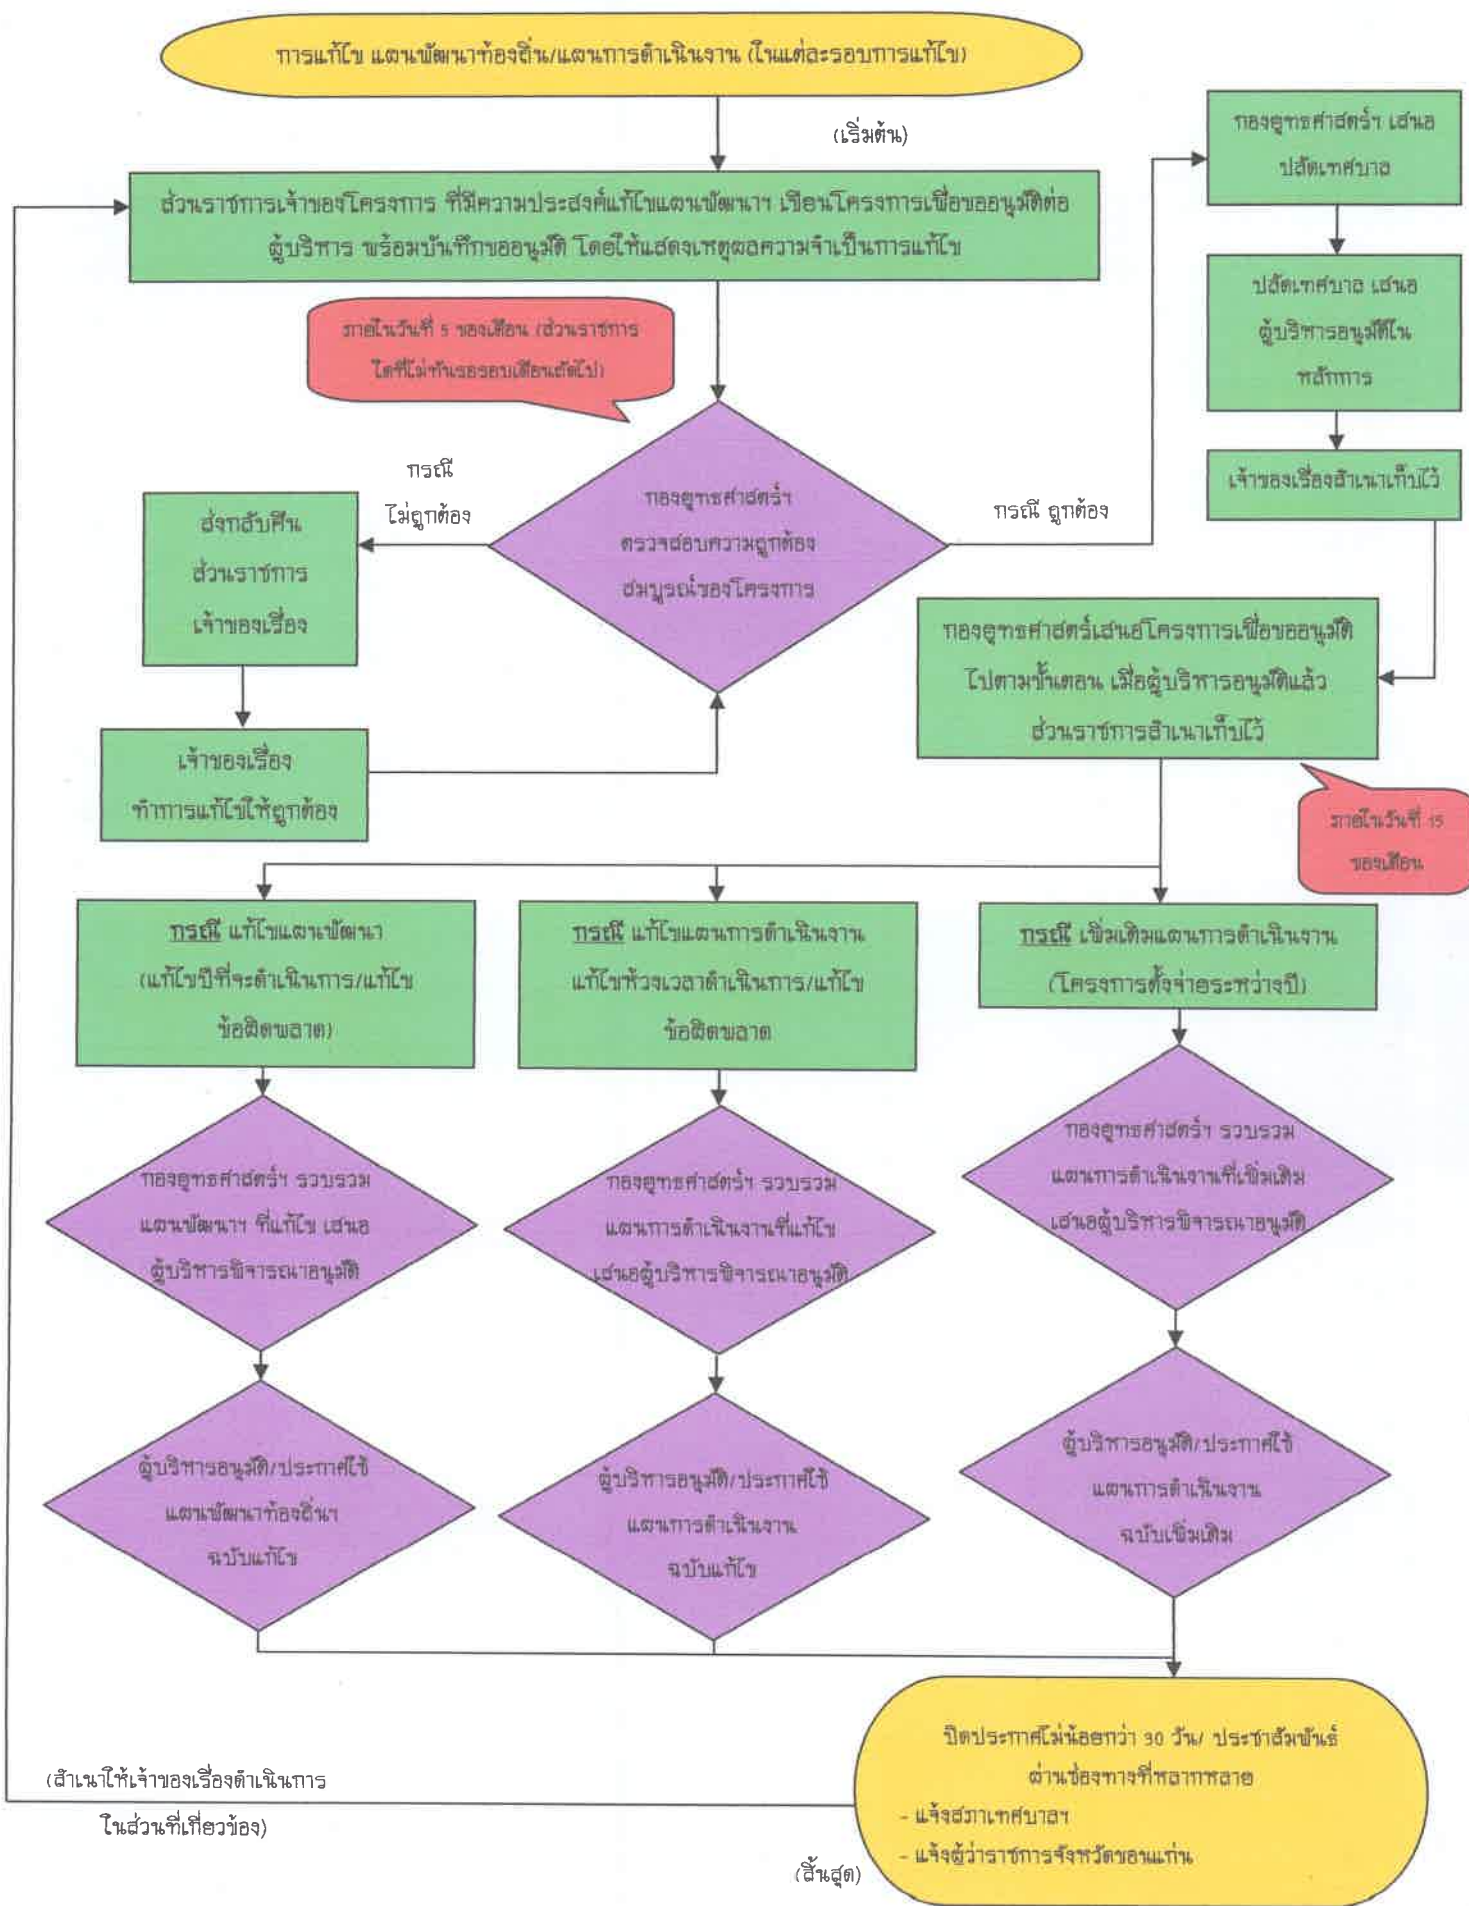 การแก้ไข แผนพัฒนาท้องถิ่น/แผนการดำเนินงาน (ในแต่ละรอบการแก้ไข)
(เริ่มต้น)
ส่วนราชการเจ้าของโครงการ ที่มีความประสงค์แก้ไขแผนพัฒนาฯ เขียนโครงการเพื่อขออนุมัติต่อ
ผู้บริหาร พร้อมบันทึกขออนุมัติ โดยให้แสดงเหตุผลความจำเป็นการแก้ไข
ภายในวันที่ 5 ของเดือน (ส่วนราชการ
ใดที่ไม่ทันรอรอบเดือนถัดไป)
กองยุทธศาสตร์ฯ
ตรวจสอบความถูกต้อง
สมบูรณ์ของโครงการ
กรณี
ไม่ถูกต้อง
ส่งกลับคืน
ส่วนราชการ
เจ้าของเรื่อง
เจ้าของเรื่อง
ทำการแก้ไขให้ถูกต้อง
กรณี ถูกต้อง
กองยุทธศาสตร์ฯ เสนอ
ปลัดเทศบาล
ปลัดเทศบาล เสนอ
ผู้บริหารอนุมัติใน
หลักการ
เจ้าของเรื่องสำเนาเก็บไว้
กองยุทธศาสตร์เสนอโครงการเพื่อขออนุมัติ
ไปตามขั้นตอน เมื่อผู้บริหารอนุมัติแล้ว
ส่วนราชการสำเนาเก็บไว้
ภายในวันที่ 15
ของเดือน
กรณี แก้ไขแผนพัฒนา
(แก้ไขปีที่จะดำเนินการ/แก้ไข
ข้อผิดพลาด)
กรณี แก้ไขแผนการดำเนินงาน
แก้ไขห้วงเวลาดำเนินการ/แก้ไข
ข้อผิดพลาด
กรณี เพิ่มเติมแผนการดำเนินงาน
(โครงการตั้งจ่ายระหว่างปี)
กองยุทธศาสตร์ฯ รวบรวม
แผนพัฒนาฯ ที่แก้ไข เสนอ
ผู้บริหารพิจารณาอนุมัติ
กองยุทธศาสตร์ฯ รวบรวม
แผนการดำเนินงานที่แก้ไข
เสนอผู้บริหารพิจารณาอนุมัติ
กองยุทธศาสตร์ฯ รวบรวม
แผนการดำเนินงานที่เพิ่มเติม
เสนอผู้บริหารพิจารณาอนุมัติ
ผู้บริหารอนุมัติ/ประกาศใช้
แผนพัฒนาท้องถิ่นฯ
ฉบับแก้ไข
ผู้บริหารอนุมัติ/ประกาศใช้
แผนการดำเนินงาน
ฉบับแก้ไข
ผู้บริหารอนุมัติ/ประกาศใช้
แผนการดำเนินงาน
ฉบับเพิ่มเติม
ปิดประกาศไม่น้อยกว่า 30 วัน/ ประชาสัมพันธ์
ผ่านช่องทางที่หลากหลาย
- แจ้งสภาเทศบาลฯ
- แจ้งผู้ว่าราชการจังหวัดขอนแก่น
(สำเนาให้เจ้าของเรื่องดำเนินการ
ในส่วนที่เกี่ยวข้อง)
(สิ้นสุด)